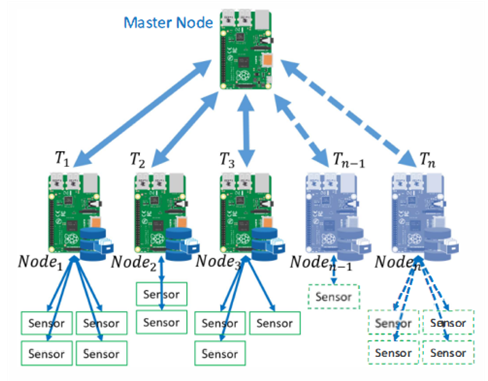 Master Node
T1 T2 T3 Tn−1 Tn
Node1 Node2 Node3 Noden−1 Noden
Sensor
Sensor
Sensor Sensor Sensor Sensor Sensor Sensor Sensor
Sensor Sensor Sensor Sensor Sensor